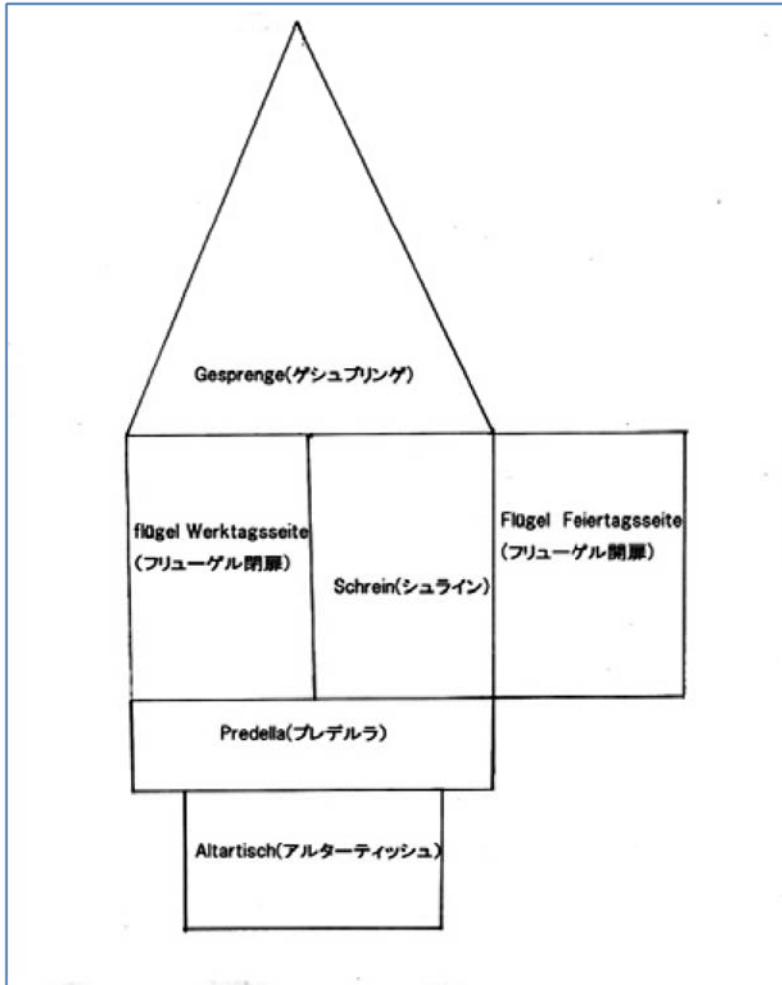 Gesprenge(ゲシュプリンゲ)
flügel Werktagsseite
(フリューゲル閉扉)
Schrein(シュライン)
Flügel Feiertagsseite
(フリューゲル開扉)
Predella(プレデルラ)
Altartisch(アルターティッシュ)